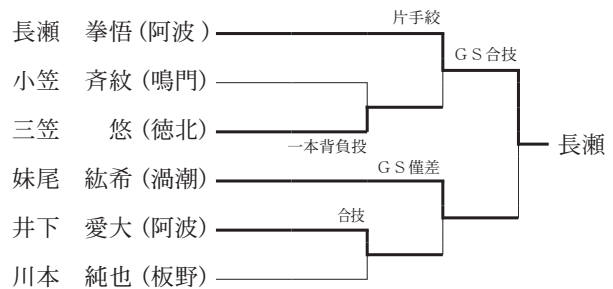 片手絞
長瀬 拳悟(阿波)
GS合技
小笠 斉紋(鳴門)
三笠 悠(徳北)
一本背負投
長瀬
妹尾 紘希(渦潮)
GS僅差
合技
井下 愛大(阿波)
川本 純也(板野)